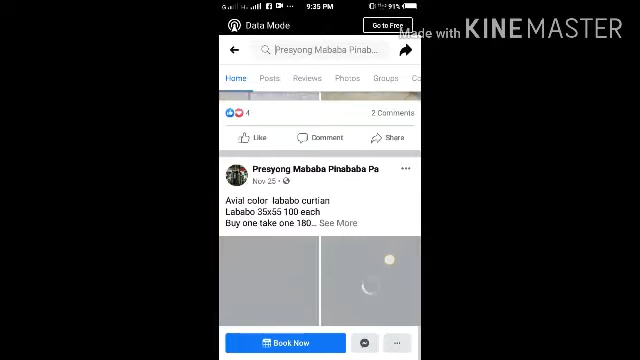 9:35 PM
91%
Data Mode
Go to Free
Made with KINEMASTER
Presyong Mababa Pinab...
Home Posts Reviews Photos Groups Co
4
2 Comments
Like Comment Share
Presyong Mababa Pinababa Pa
Nov 25
Avial color lababo curtian
Lababo 35x55 100 each
Buy one take one 180... See More
Book Now